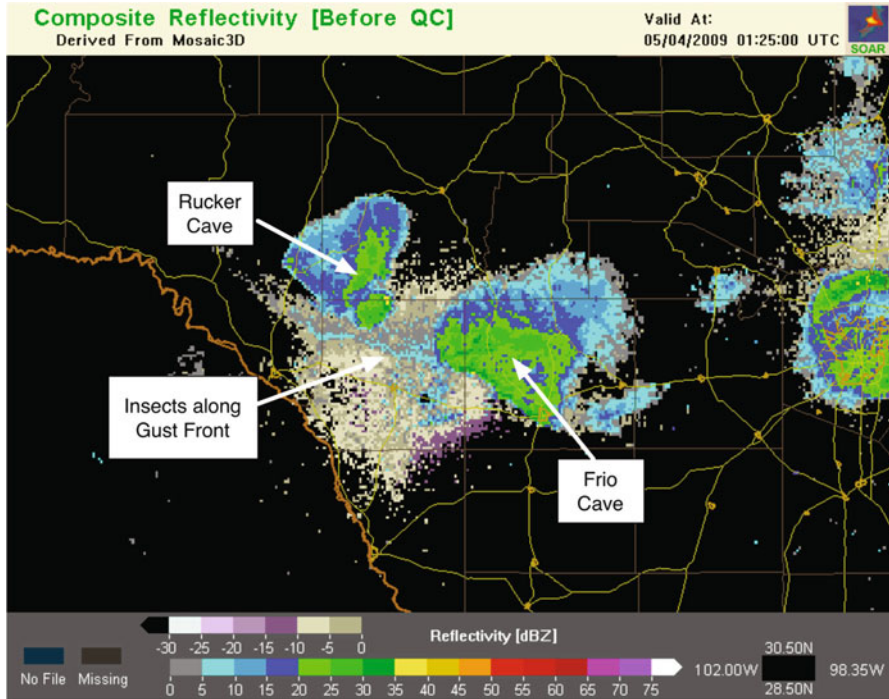 Composite Reflectivity [Before QC]
Derived From Mosaic3D
Valid At:
05/04/2009 01:25:00 UTC
SOAR
Rucker
Cave
Insects along
Gust Front
Frio
Cave
-30 -25 -20 -15 -10 -5 0
Reflectivity [dBZ]
No File Missing
0 5 10 15 20 25 30 35 40 45 50 55 60 65 70 75
30.50N
102.00W 98.35W
28.50N